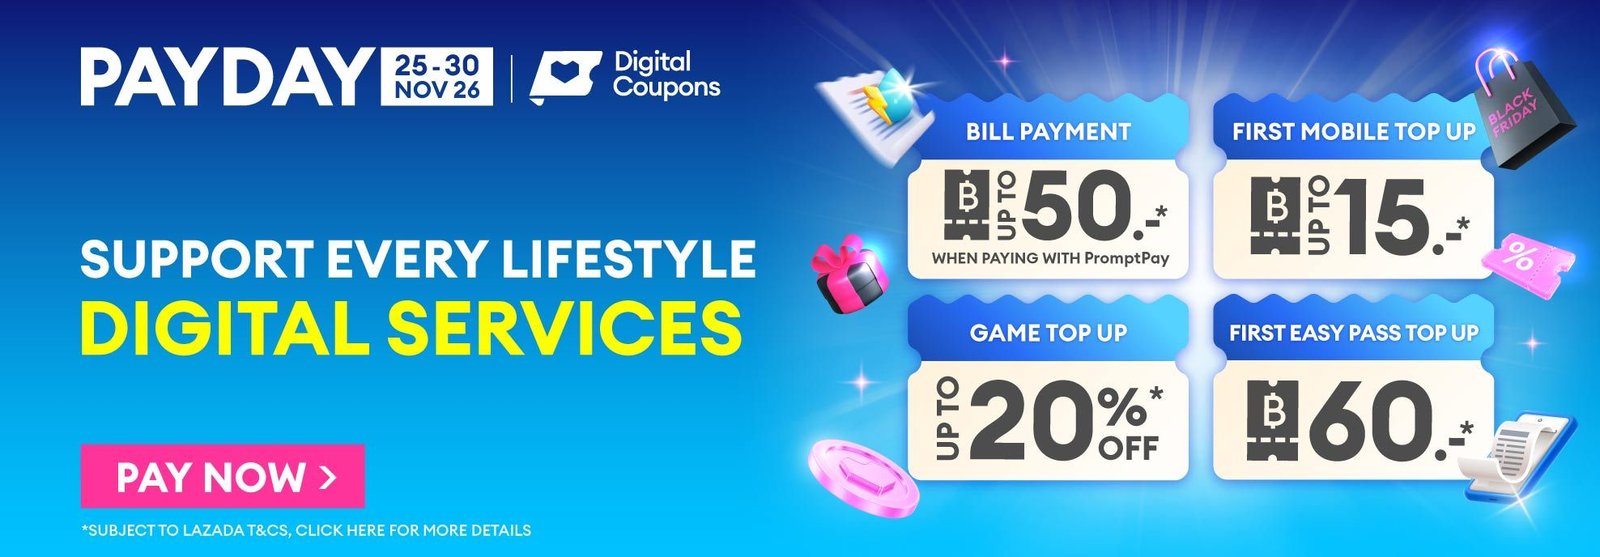 PAYDAY
25-30
NOV 26
Digital
Coupons
SUPPORT EVERY LIFESTYLE
DIGITAL SERVICES
PAY NOW >
*SUBJECT TO LAZADA T&CS, CLICK HERE FOR MORE DETAILS
BILL PAYMENT
฿ UP TO 50.-*
WHEN PAYING WITH PromptPay
FIRST MOBILE TOP UP
฿ UP TO 15.-*
BLACK
FRIDAY
%
GAME TOP UP
UP TO 20%* OFF
FIRST EASY PASS TOP UP
฿ 60.-*